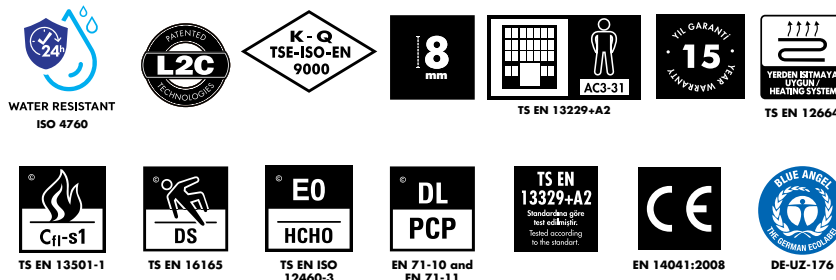 24h
WATER RESISTANT
ISO 4760
PATENTED
L2C
TECHNOLOGIES
K - Q
TSE-ISO-EN
9000
8
mm
AC3-31
TS EN 13229+A2
YIL GARANTİ
15
YEAR WARRANTY
YERDEN ISITMAYA
UYGUN /
HEATING SYSTEM
TS EN 12664
©
Cfl-s1
TS EN 13501-1
©
DS
TS EN 16165
©
E0
HCHO
TS EN ISO
12460-3
©
DL
PCP
EN 71-10 and
EN 71-11
TS EN
13329+A2
Standardına göre
test edilmiştir.
Tested according
to the standart.
CE
EN 14041:2008
BLUE ANGEL
THE GERMAN ECOLABEL
DE-UZ-176